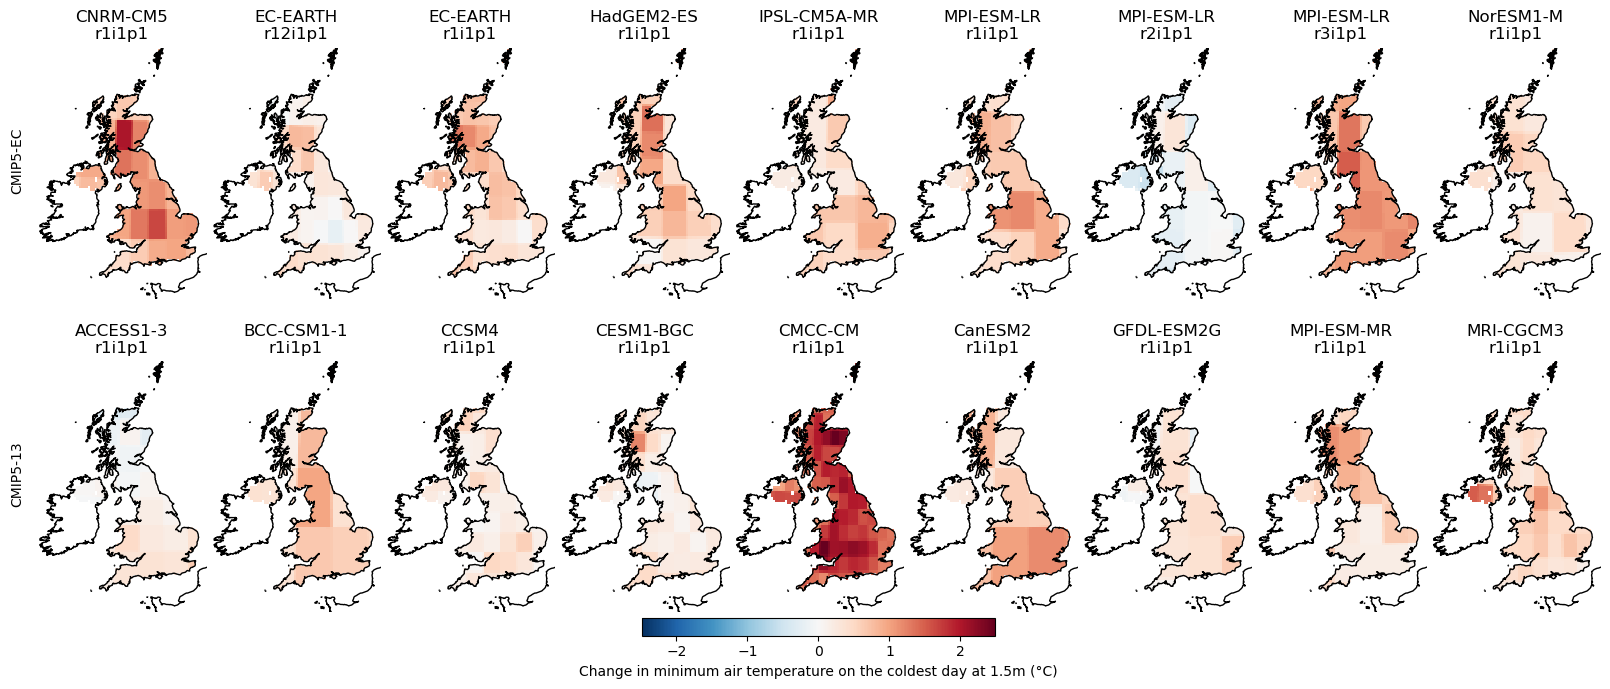 CNRM-CM5 EC-EARTH EC-EARTH HadGEM2-ES IPSL-CM5A-MR MPI-ESM-LR MPI-ESM-LR MPI-ESM-LR NorESM1-M
r1i1p1 r12i1p1 r1i1p1 r1i1p1 r1i1p1 r1i1p1 r2i1p1 r3i1p1 r1i1p1
CMIP5-EC
ACCESS1-3 BCC-CSM1-1 CCSM4 CESM1-BGC CMCC-CM CanESM2 GFDL-ESM2G MPI-ESM-MR MRI-CGCM3
r1i1p1 r1i1p1 r1i1p1 r1i1p1 r1i1p1 r1i1p1 r1i1p1 r1i1p1 r1i1p1
CMIP5-13
−2 −1 0 1 2
Change in minimum air temperature on the coldest day at 1.5m (°C)